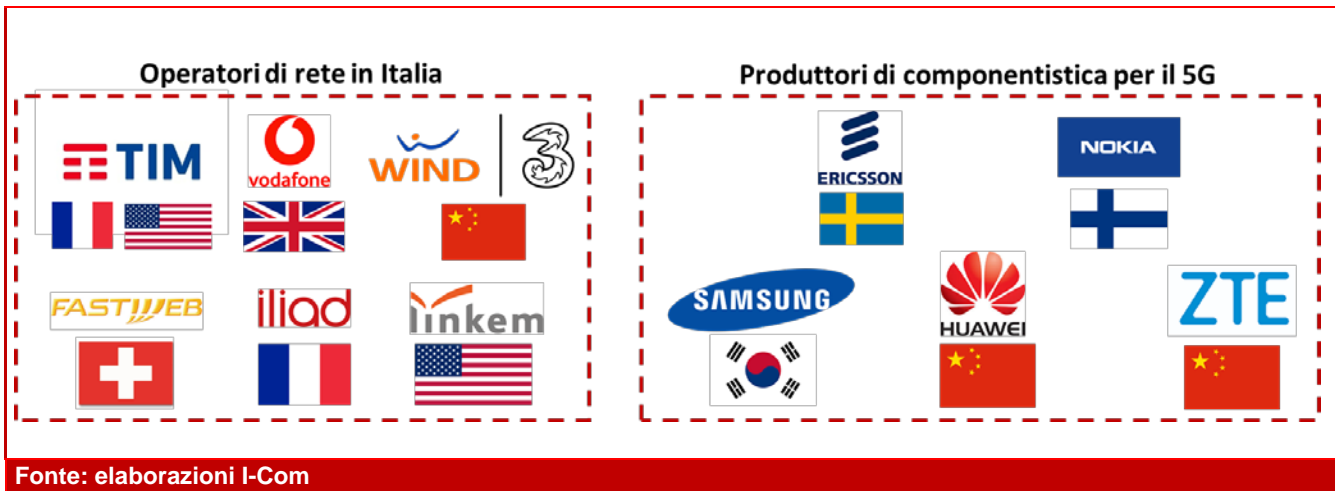 Operatori di rete in Italia
TIM
vodafone
WIND 3
FASTWEB
iliad
linkem
Produttori di componentistica per il 5G
ERICSSON
NOKIA
SAMSUNG
HUAWEI
ZTE
Fonte: elaborazioni I-Com